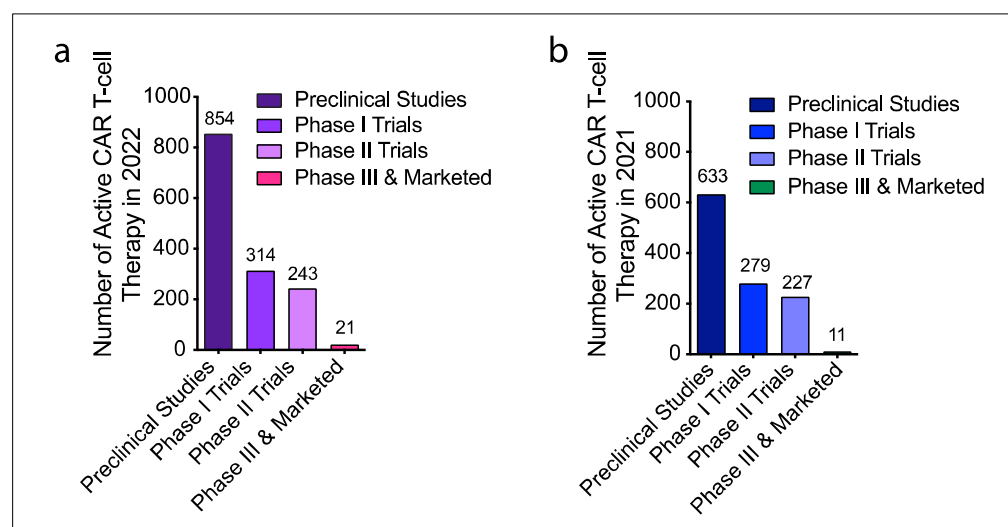 a
Number of Active CAR T-cell
Therapy in 2022
1000
800
600
400
200
0
854
314
243
21
Preclinical Studies
Phase I Trials
Phase II Trials
Phase III & Marketed
Preclinical Studies
Phase I Trials
Phase II Trials
Phase III & Marketed
b
Number of Active CAR T-cell
Therapy in 2021
1000
800
600
400
200
0
633
279
227
11
Preclinical Studies
Phase I Trials
Phase II Trials
Phase III & Marketed
Preclinical Studies
Phase I Trials
Phase II Trials
Phase III & Marketed